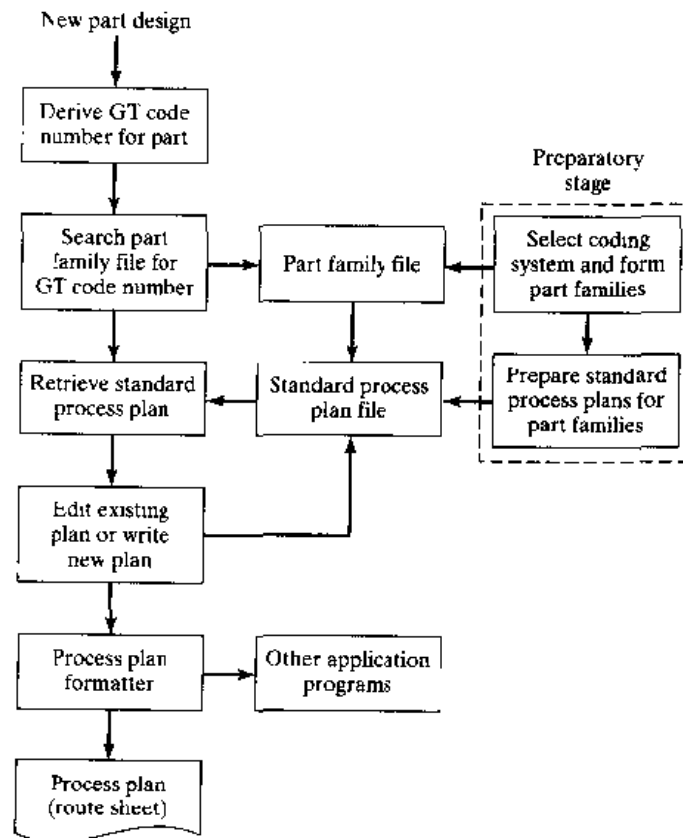 New part design
Derive GT code
number for part
Preparatory
stage
Search part
family file for
GT code number
Part family file
Select coding
system and form
part families
Retrieve standard
process plan
Standard process
plan file
Prepare standard
process plans for
part families
Edit existing
plan or write
new plan
Process plan
formatter
Other application
programs
Process plan
(route sheet)